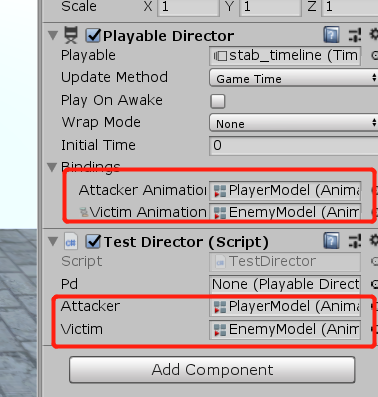 Scale X 1 Y 1 Z 1
Playable Director
Playable stab_timeline (Tim
Update Method Game Time
Play On Awake
Wrap Mode None
Initial Time 0
Bindings
Attacker Animation PlayerModel (Anima
Victim Animation EnemyModel (Anim
Test Director (Script)
Script TestDirector
Pd None (Playable Direct
Attacker PlayerModel (Anima
Victim EnemyModel (Anim
Add Component